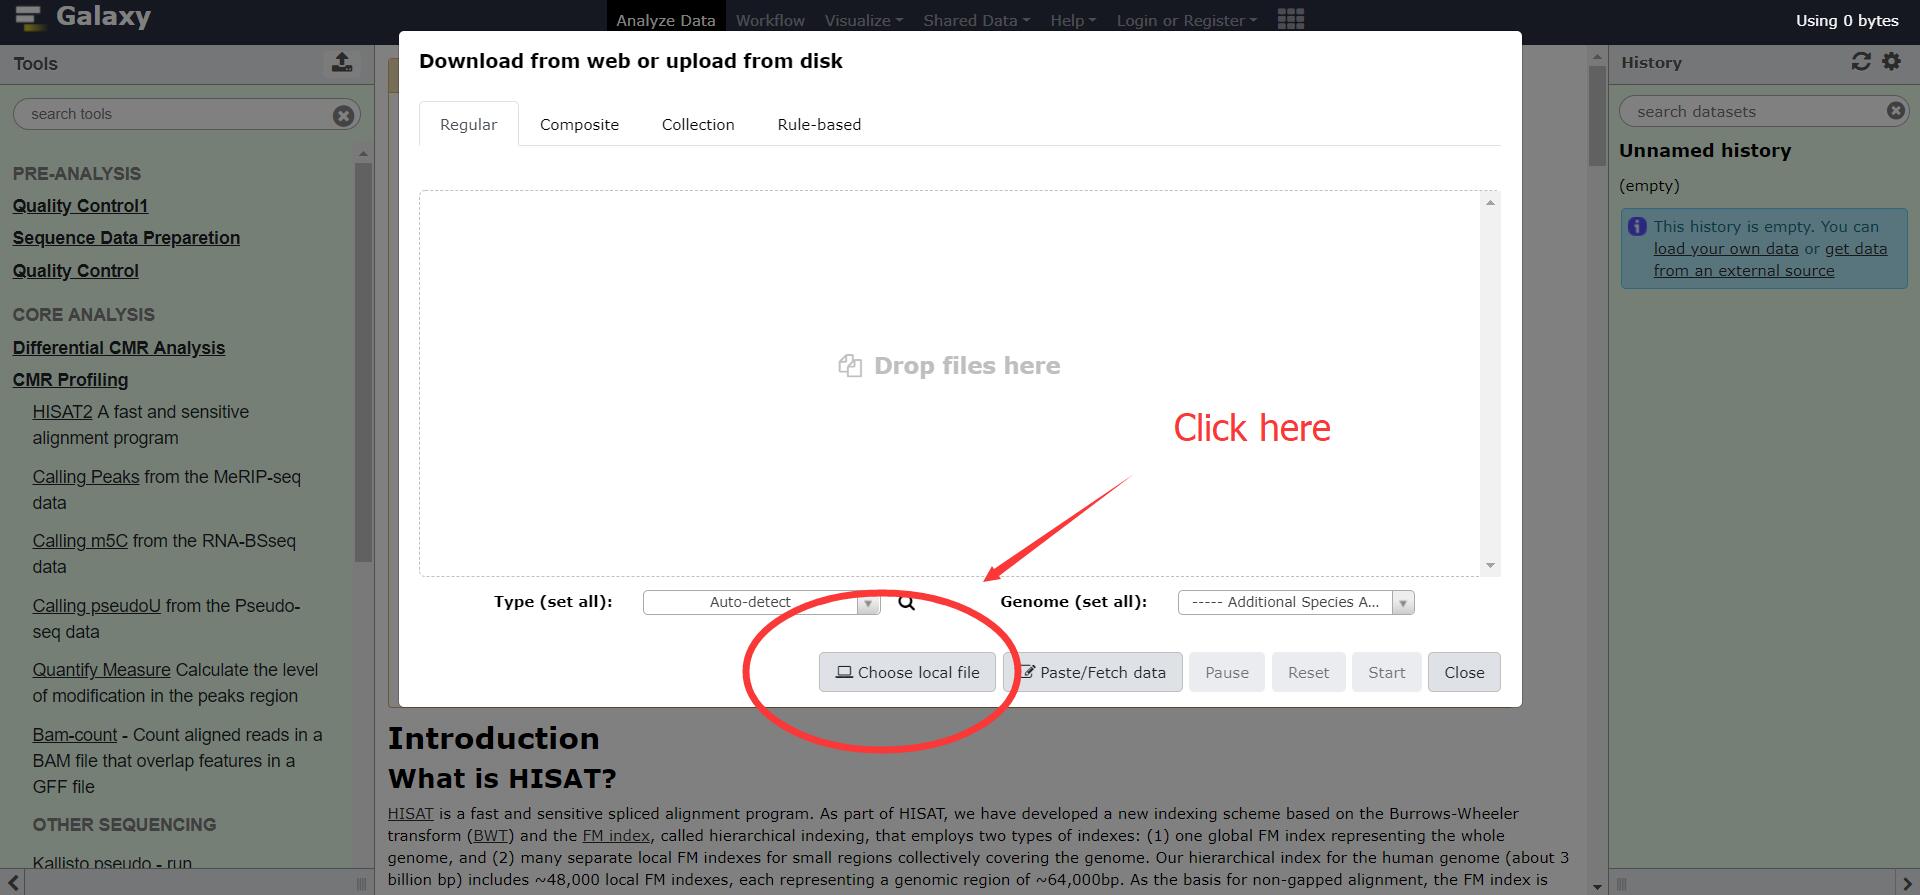 Galaxy
Analyze Data
Workflow
Visualize
Shared Data
Help
Login or Register
Using 0 bytes
Tools
search tools
PRE-ANALYSIS
Quality Control1
Sequence Data Preparetion
Quality Control
CORE ANALYSIS
Differential CMR Analysis
CMR Profiling
HISAT2 A fast and sensitive
alignment program
Calling Peaks from the MeRIP-seq
data
Calling m5C from the RNA-BSseq
data
Calling pseudoU from the Pseudo-
seq data
Quantify Measure Calculate the level
of modification in the peaks region
Bam-count - Count aligned reads in a
BAM file that overlap features in a
GFF file
OTHER SEQUENCING
Kallisto pseudo - run
Download from web or upload from disk
Regular
Composite
Collection
Rule-based
Drop files here
Click here
Type (set all):
Auto-detect
Genome (set all):
----- Additional Species A...
Choose local file
Paste/Fetch data
Pause
Reset
Start
Close
Introduction
What is HISAT?
HISAT is a fast and sensitive spliced alignment program. As part of HISAT, we have developed a new indexing scheme based on the Burrows-Wheeler
transform (BWT) and the FM index, called hierarchical indexing, that employs two types of indexes: (1) one global FM index representing the whole
genome, and (2) many separate local FM indexes for small regions collectively covering the genome. Our hierarchical index for the human genome (about 3
billion bp) includes ~48,000 local FM indexes, each representing a genomic region of ~64,000bp. As the basis for non-gapped alignment, the FM index is
History
search datasets
Unnamed history
(empty)
This history is empty. You can
load your own data or get data
from an external source